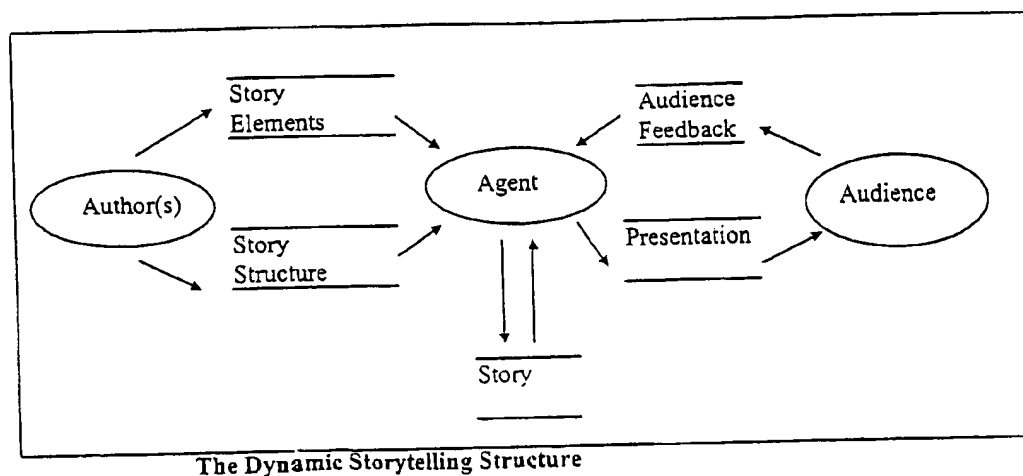 Story
Elements
Audience
Feedback
Agent
Author(s)
Audience
Story
Structure
Presentation
Story
The Dynamic Storytelling Structure